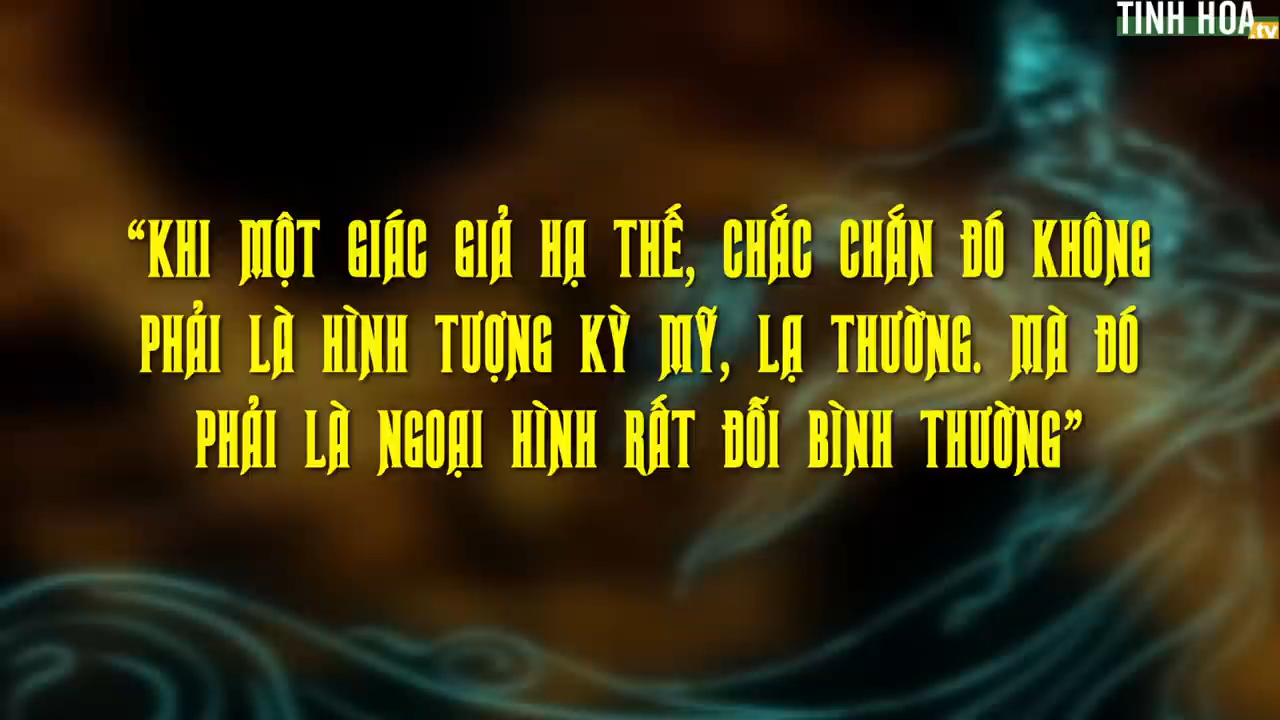 TINH HOA.tv
“KHI MỘT GIÁC GIẢ HẠ THẾ, CHẮC CHẮN ĐÓ KHÔNG
PHẢI LÀ HÌNH TƯỢNG KỲ MỸ, LẠ THƯỜNG. MÀ ĐÓ
PHẢI LÀ NGOẠI HÌNH RẤT ĐỖI BÌNH THƯỜNG”